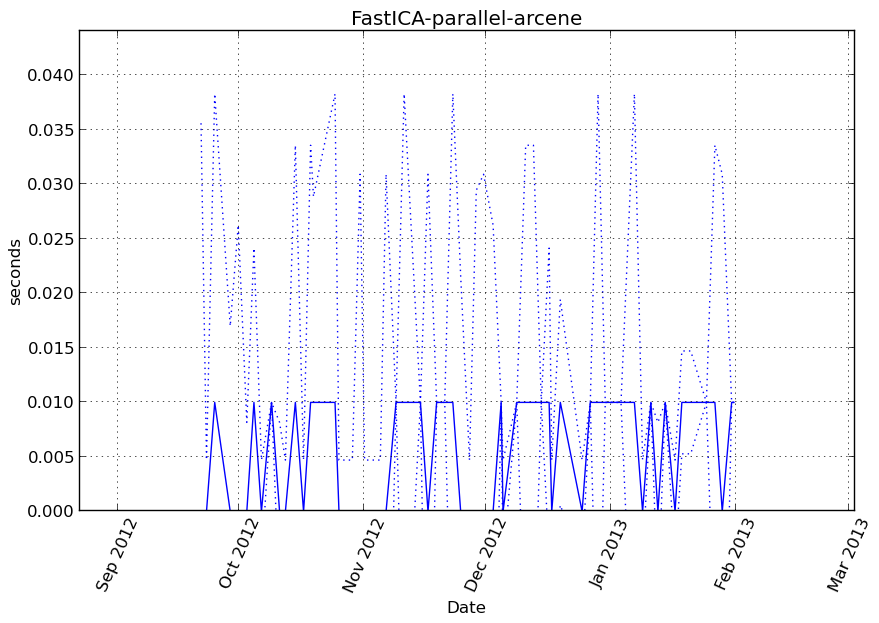 FastICA-parallel-arcene
0.040
0.035
0.030
0.025
0.020
0.015
0.010
0.005
0.000
seconds
Sep 2012
Oct 2012
Nov 2012
Dec 2012
Jan 2013
Feb 2013
Mar 2013
Date